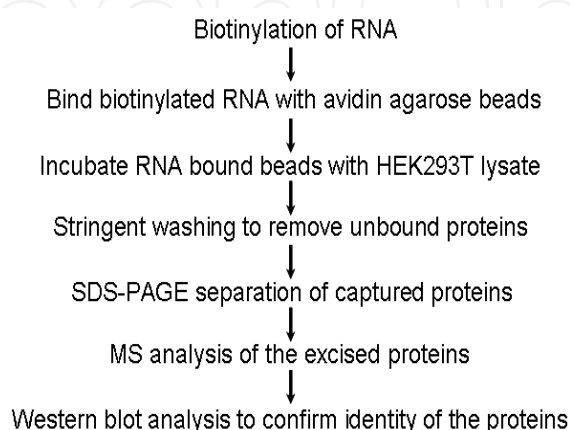 Biotinylation of RNA
Bind biotinylated RNA with avidin agarose beads
Incubate RNA bound beads with HEK293T lysate
Stringent washing to remove unbound proteins
SDS-PAGE separation of captured proteins
MS analysis of the excised proteins
Western blot analysis to confirm identity of the proteins